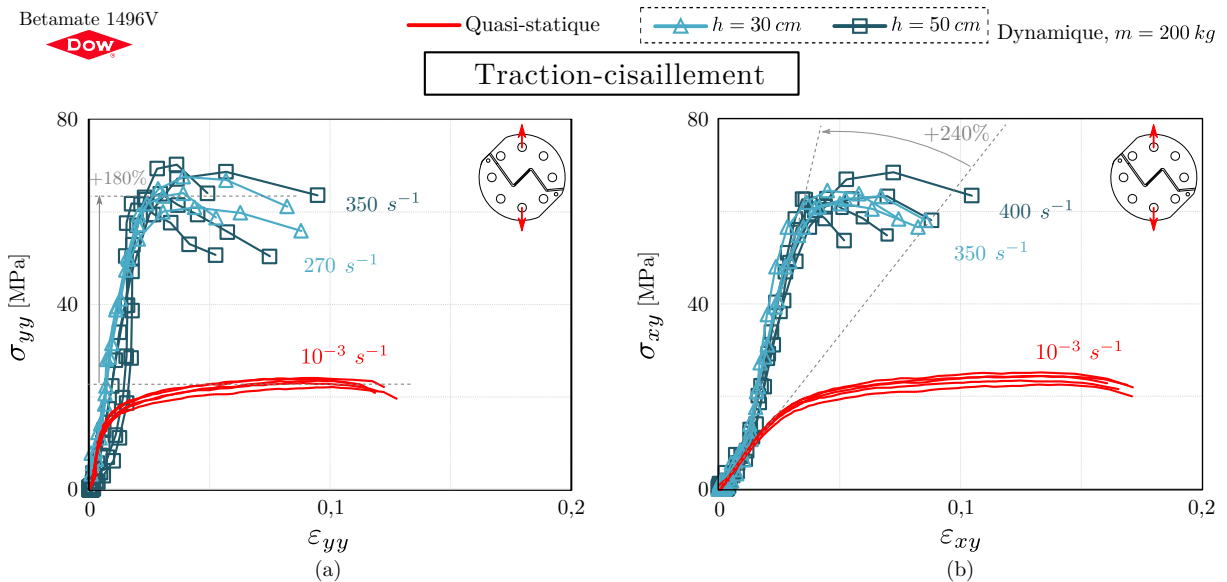 Betamate 1496V
Dow
Quasi-statique
h = 30 cm
h = 50 cm
Dynamique, m = 200 kg
Traction-cisaillement
80
40
0
σyy [MPa]
+180%
350 s⁻¹
270 s⁻¹
10⁻³ s⁻¹
0
0,1
0,2
εyy
(a)
80
40
0
σxy [MPa]
+240%
400 s⁻¹
350 s⁻¹
10⁻³ s⁻¹
0
0,1
0,2
εxy
(b)